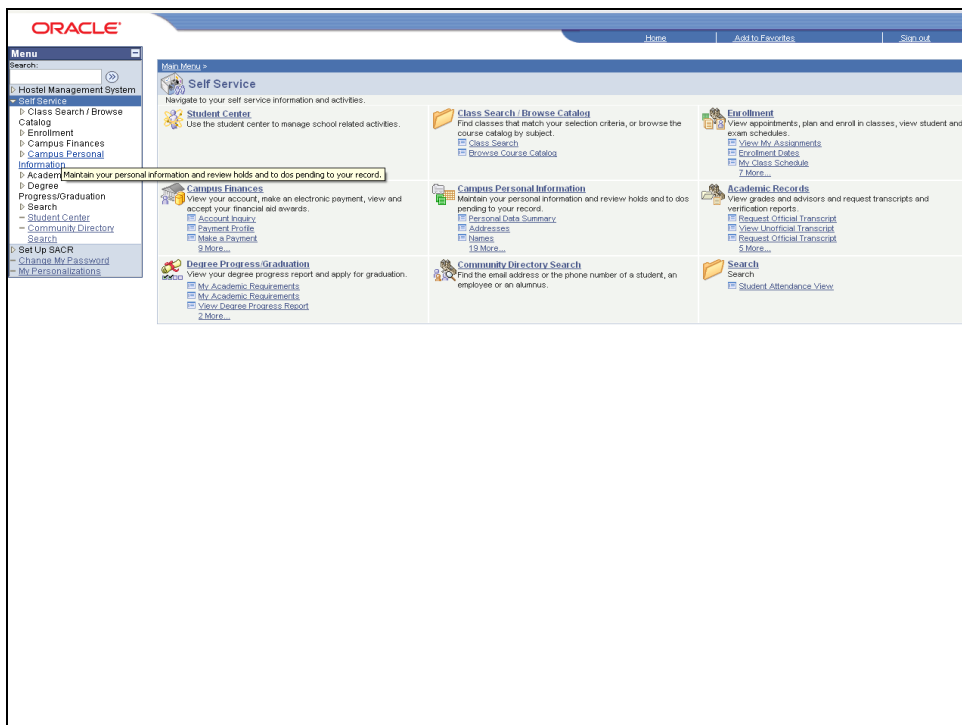 ORACLE
Home
Add to Favorites
Sign out
Menu
Search:
Hostel Management System
Self Service
Class Search / Browse
Catalog
Enrollment
Campus Finances
Campus Personal
Information
Academ
Degree
Progress/Graduation
Search
Student Center
Community Directory
Search
Set Up SACR
Change My Password
My Personalizations
Maintain your personal information and review holds and to dos pending to your record.
Main Menu >
Self Service
Navigate to your self service information and activities.
Student Center
Use the student center to manage school related activities.
Class Search / Browse Catalog
Find classes that match your selection criteria, or browse the
course catalog by subject.
Class Search
Browse Course Catalog
Enrollment
View appointments, plan and enroll in classes, view student and
exam schedules.
View My Assignments
Enrollment Dates
My Class Schedule
7 More...
Campus Finances
View your account, make an electronic payment, view and
accept your financial aid awards.
Account Inquiry
Payment Profile
Make a Payment
9 More...
Campus Personal Information
Maintain your personal information and review holds and to dos
pending to your record.
Personal Data Summary
Addresses
Names
19 More...
Academic Records
View grades and advisors and request transcripts and
verification reports.
Request Official Transcript
View Unofficial Transcript
Request Official Transcript
5 More...
Degree Progress/Graduation
View your degree progress report and apply for graduation.
My Academic Requirements
My Academic Requirements
View Degree Progress Report
2 More...
Community Directory Search
Find the email address or the phone number of a student, an
employee or an alumnus.
Search
Search
Student Attendance View